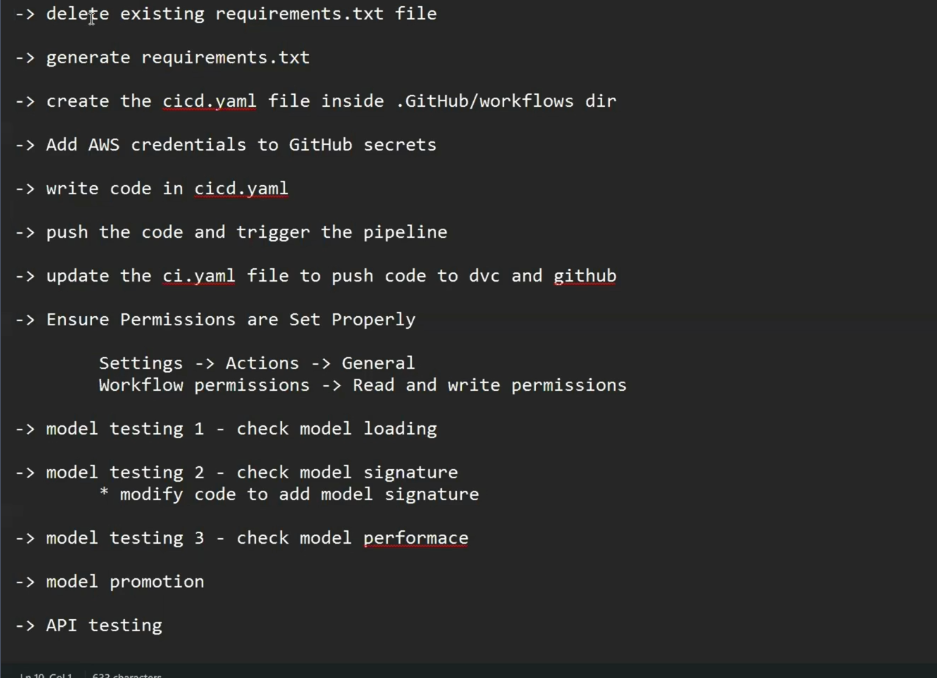 -> delete existing requirements.txt file
-> generate requirements.txt
-> create the cicd.yaml file inside .GitHub/workflows dir
-> Add AWS credentials to GitHub secrets
-> write code in cicd.yaml
-> push the code and trigger the pipeline
-> update the ci.yaml file to push code to dvc and github
-> Ensure Permissions are Set Properly
Settings -> Actions -> General
Workflow permissions -> Read and write permissions
-> model testing 1 - check model loading
-> model testing 2 - check model signature
* modify code to add model signature
-> model testing 3 - check model performace
-> model promotion
-> API testing
Col 1 633 characters